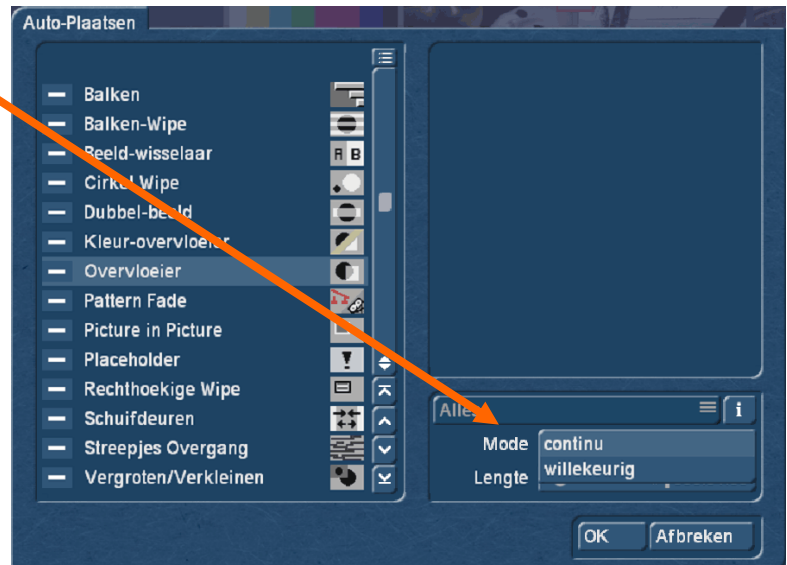 Auto-Plaatsen
Balken
Balken-Wipe
Beeld-wisselaar
A B
Cirkel Wipe
Dubbel-beeld
Kleur-overvloeier
Overvloeier
Pattern Fade
Picture in Picture
Placeholder
Rechthoekige Wipe
Schuifdeuren
Streepjes Overgang
Vergroten/Verkleinen
Alles
i
Mode continu
willekeurig
Lengte
OK Afbreken